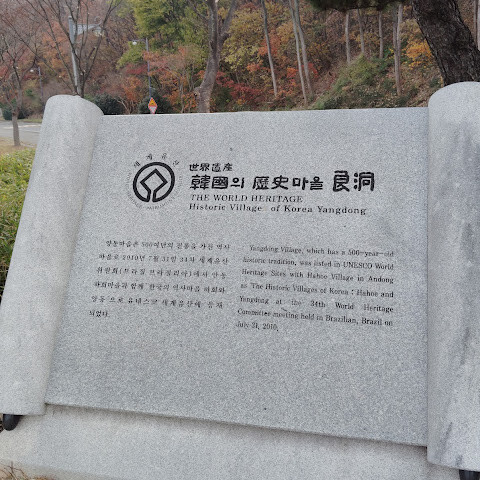 세계유산
世界遺産
韓國의 歷史마을 良洞
THE WORLD HERITAGE
Historic Village of Korea Yangdong
양동마을은 500여년의 전통을 가진 역사
마을로 2010년 7월 31일 34차 세계유산
위원회(브라질 브라질리아)에서 안동
하회마을과 함께 한국의 역사마을 하회와
양동 으로 유네스코 세계유산에 등재
되었다.
Yangdong Village, which has a 500-year-old
historic tradition, was listed in UNESCO World
Heritage Sites with Hahoe Village in Andong
as The Historic Villages of Korea : Hahoe and
Yangdong at the 34th World Heritage
Committee meeting held in Brazilian, Brazil on
July 31, 2010.